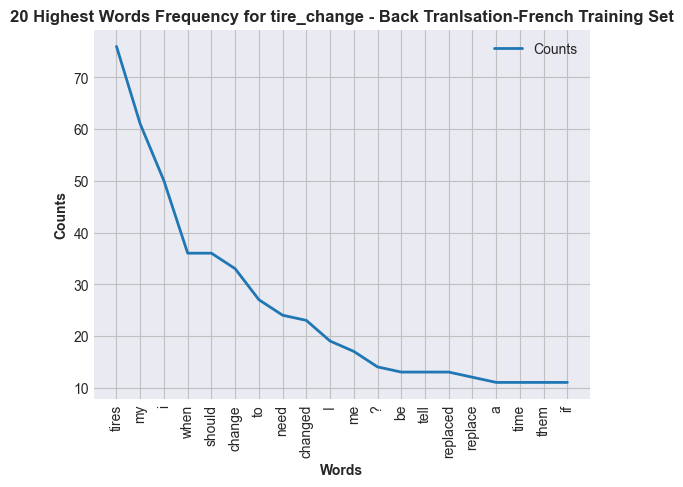 20 Highest Words Frequency for tire_change - Back Tranlsation-French Training Set
Counts
70
60
50
40
30
20
10
Counts
tires
my
i
when
should
change
to
need
changed
I
me
?
be
tell
replaced
replace
a
time
them
if
Words